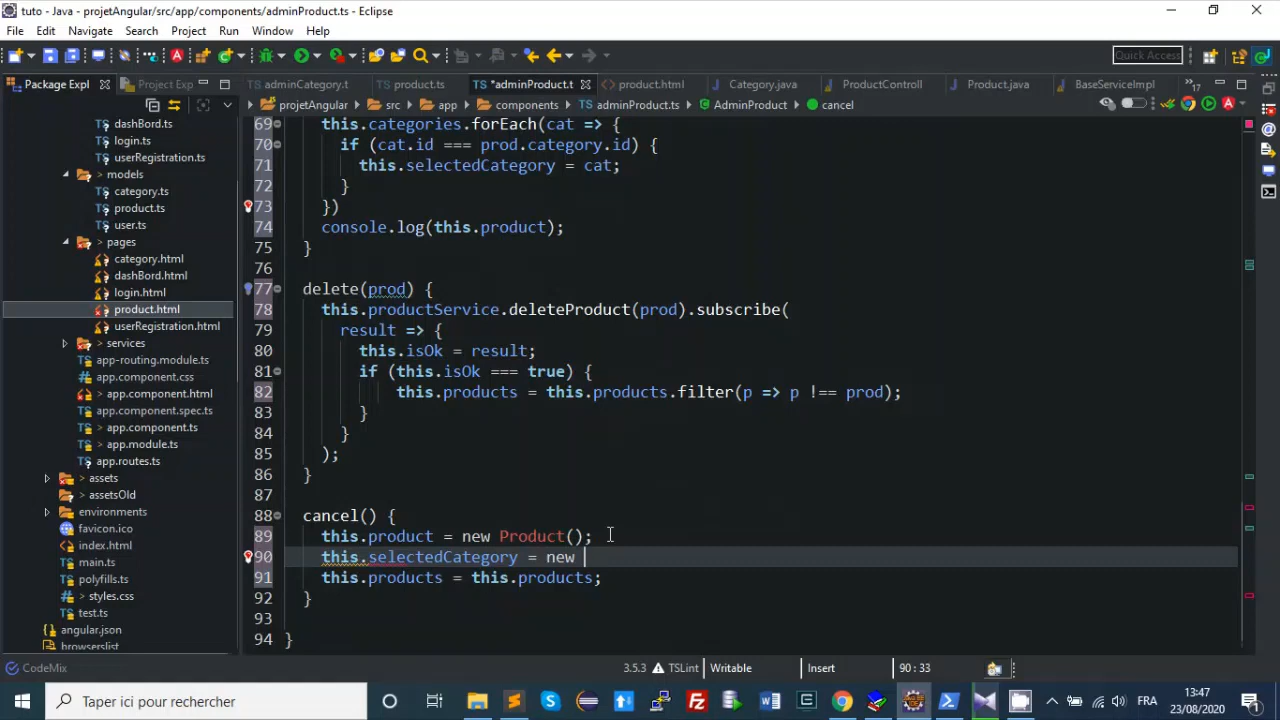 tuto - Java - projetAngular/src/app/components/adminProduct.ts - Eclipse
File Edit Navigate Search Project Run Window Help
Quick Access
Package Expl
Project Exp
adminCategory.t
product.ts
*adminProduct.t
product.html
Category.java
ProductControll
Product.java
BaseServiceImpl
»17
projetAngular
src
app
components
adminProduct.ts
AdminProduct
cancel
dashBord.ts
login.ts
userRegistration.ts
> models
category.ts
product.ts
user.ts
> pages
category.html
dashBord.html
login.html
product.html
userRegistration.html
> services
app-routing.module.ts
app.component.css
> app.component.html
app.component.spec.ts
> app.component.ts
> app.module.ts
app.routes.ts
> assets
> assetsOld
environments
favicon.ico
index.html
main.ts
polyfills.ts
> styles.css
test.ts
angular.json
browserslist
69 this.categories.forEach(cat => {
70 if (cat.id === prod.category.id) {
71 this.selectedCategory = cat;
72 }
73 })
74 console.log(this.product);
75 }
76
77 delete(prod) {
78 this.productService.deleteProduct(prod).subscribe(
79 result => {
80 this.isOk = result;
81 if (this.isOk === true) {
82 this.products = this.products.filter(p => p !== prod);
83 }
84 }
85 );
86 }
87
88 cancel() {
89 this.product = new Product();
90 this.selectedCategory = new
91 this.products = this.products;
92 }
93
94 }
CodeMix
3.5.3
TSLint
Writable
Insert
90 : 33
Taper ici pour rechercher
FRA
13:47
23/08/2020